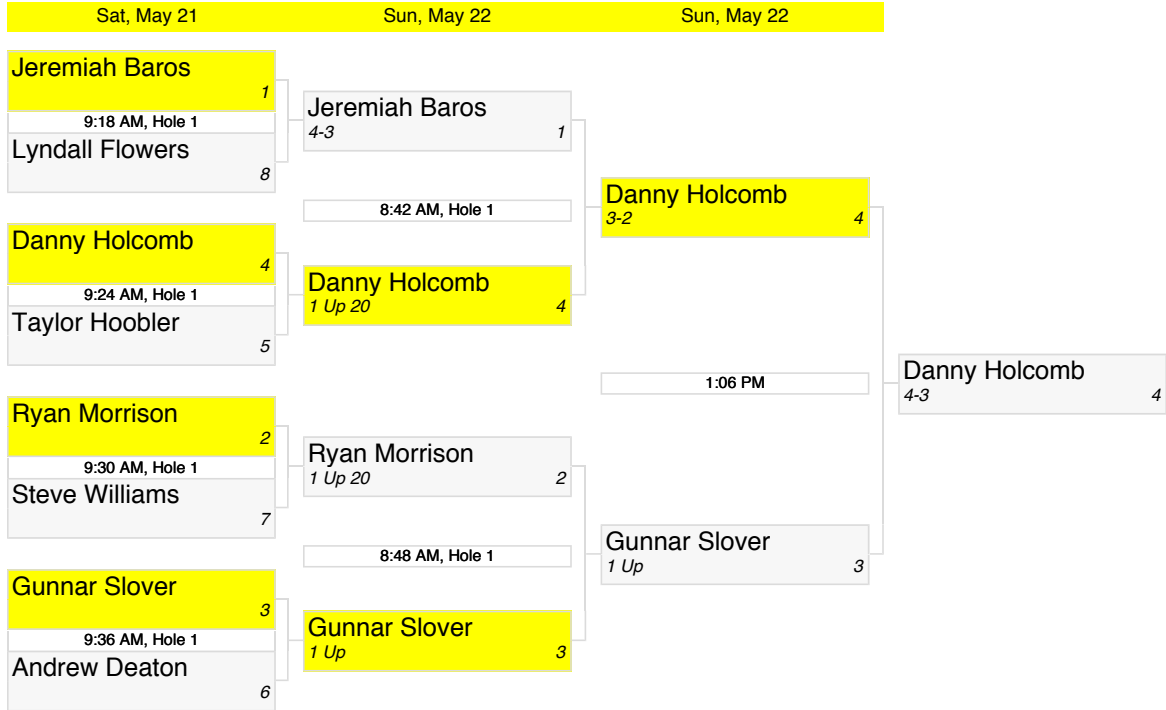 Sat, May 21
Sun, May 22
Sun, May 22
Jeremiah Baros
1
9:18 AM, Hole 1
Lyndall Flowers
8
Danny Holcomb
4
9:24 AM, Hole 1
Taylor Hoobler
5
Ryan Morrison
2
9:30 AM, Hole 1
Steve Williams
7
Gunnar Slover
3
9:36 AM, Hole 1
Andrew Deaton
6
Jeremiah Baros
4-3 1
8:42 AM, Hole 1
Danny Holcomb
1 Up 20 4
Ryan Morrison
1 Up 20 2
8:48 AM, Hole 1
Gunnar Slover
1 Up 3
Danny Holcomb
3-2 4
1:06 PM
Gunnar Slover
1 Up 3
Danny Holcomb
4-3 4